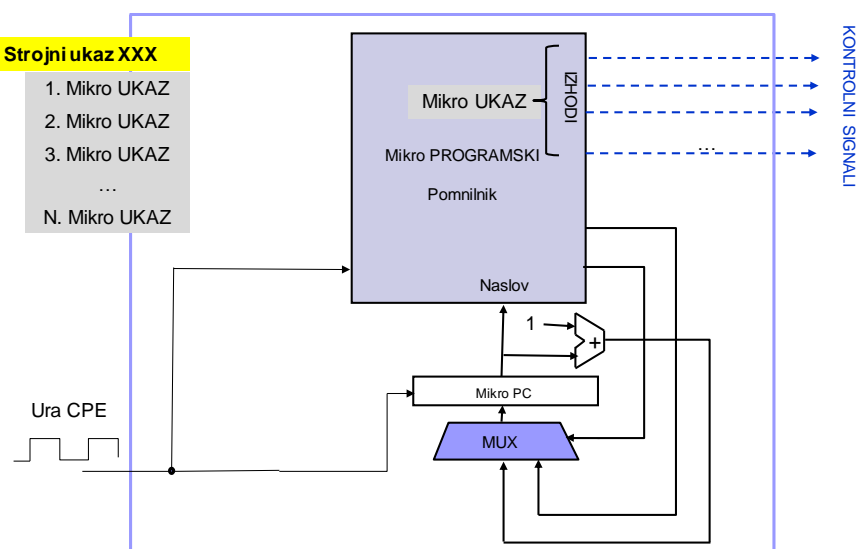 Strojni ukaz XXX
1. Mikro UKAZ
2. Mikro UKAZ
3. Mikro UKAZ
…
N. Mikro UKAZ
Mikro UKAZ
IZHODI
Mikro PROGRAMSKI
Pomnilnik
Naslov
…
KONTROLNI SIGNALI
1
+
Mikro PC
MUX
Ura CPE